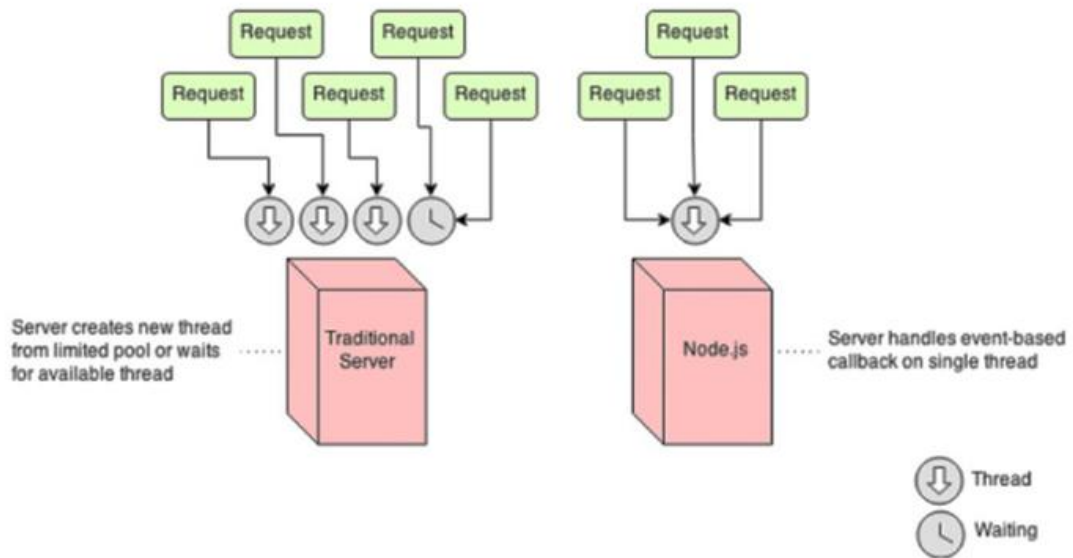 Request
Request
Request
Request
Request
Request
Request
Request
Server creates new thread
from limited pool or waits
for available thread
Traditional
Server
Node.js
Server handles event-based
callback on single thread
Thread
Waiting